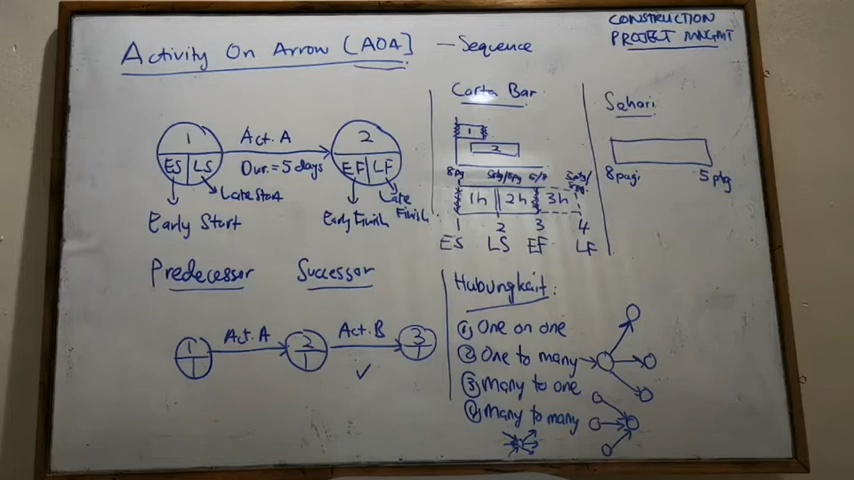 CONSTRUCTION
PROJECT MNGMT
Activity On Arrow [AOA] – Sequence
1
Act. A
2
ES LS
Dur. = 5 days
EF LF
Late Start
Early Start
Late
Finish
Early Finish
Predecessor Successor
1 Act. A 2 Act. B 3
Carta Bar
1
2
8pg
1h 2h 3h
1 2 3 4
ES LS EF LF
Sehari
8 pagi 5 ptg
Hubungkait:
① One on one
② One to many
③ Many to one
④ Many to many